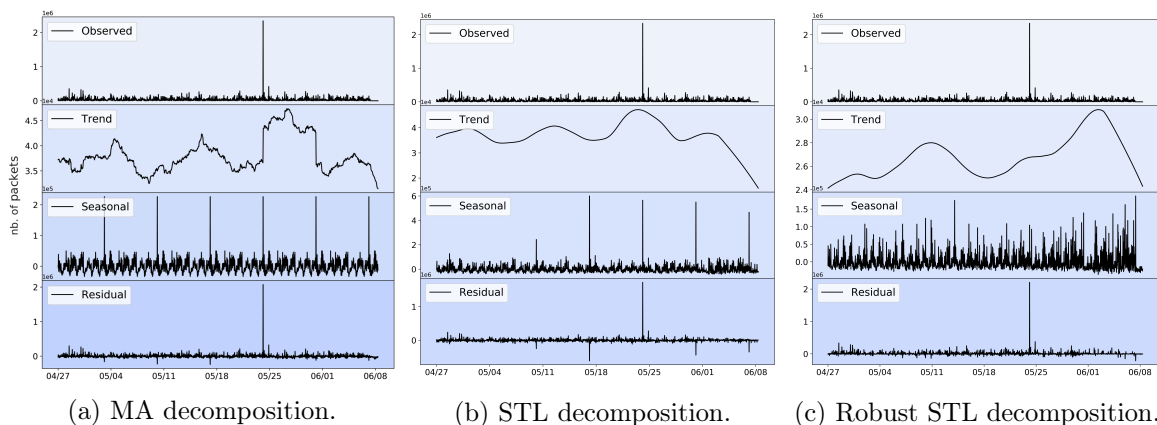 1e6
Observed
2
1
0
1e4
Trend
4.5
4.0
3.5
1e5
nb. of packets
Seasonal
2
1
0
1e6
Residual
2
1
0
04/27 05/04 05/11 05/18 05/25 06/01 06/08
(a) MA decomposition.
1e6
Observed
2
1
0
1e4
Trend
4
3
2
1e5
Seasonal
6
4
2
0
1e6
Residual
1
0
04/27 05/04 05/11 05/18 05/25 06/01 06/08
(b) STL decomposition.
1e6
Observed
2
1
0
1e4
Trend
3.0
2.8
2.6
2.4
1e5
Seasonal
1.5
1.0
0.5
0.0
1e6
Residual
2
1
0
04/27 05/04 05/11 05/18 05/25 06/01 06/08
(c) Robust STL decomposition.